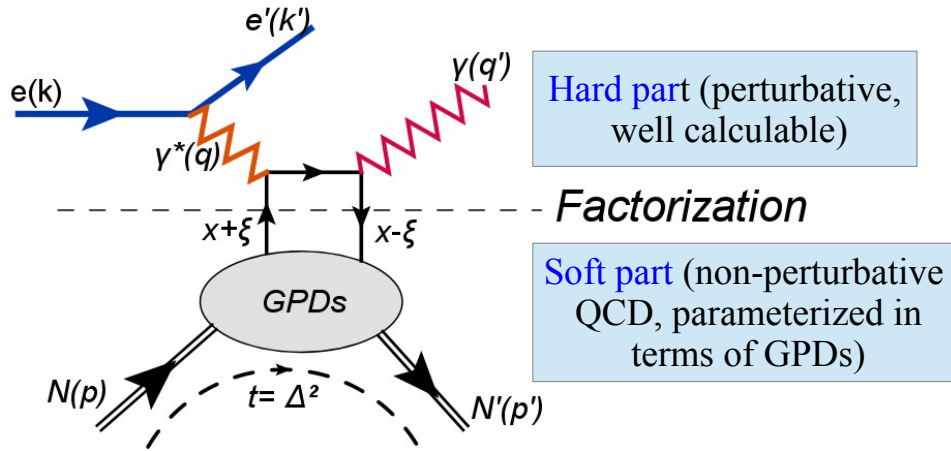 e'(k')
e(k)
γ(q')
γ*(q)
Hard part (perturbative,
well calculable)
Factorization
x+ξ
x-ξ
GPDs
Soft part (non-perturbative
QCD, parameterized in
terms of GPDs)
N(p)
t= Δ²
N'(p')